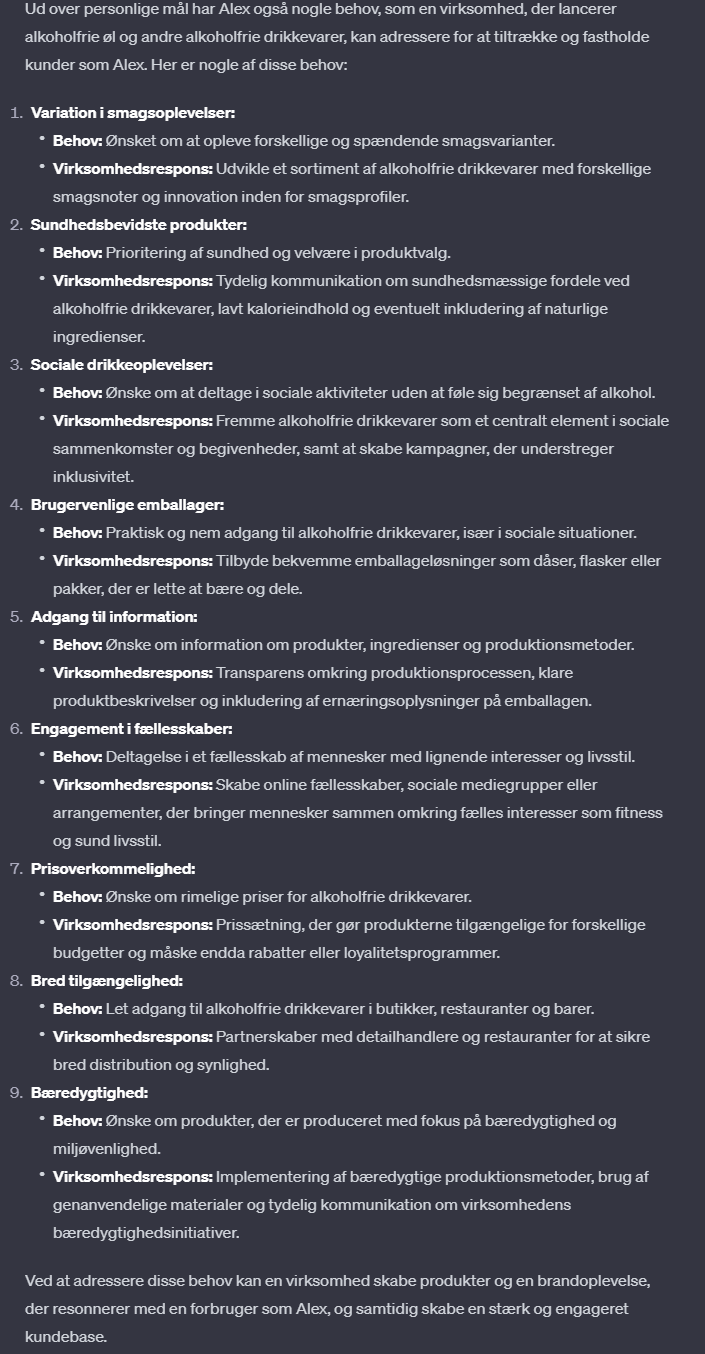 Ud over personlige mål har Alex også nogle behov, som en virksomhed, der lancerer
alkoholfrie øl og andre alkoholfrie drikkevarer, kan adressere for at tiltrække og fastholde
kunder som Alex. Her er nogle af disse behov:
1. Variation i smagsoplevelser:
• Behov: Ønsket om at opleve forskellige og spændende smagsvarianter.
• Virksomhedsrespons: Udvikle et sortiment af alkoholfrie drikkevarer med forskellige
smagsnoter og innovation inden for smagsprofiler.
2. Sundhedsbevidste produkter:
• Behov: Prioritering af sundhed og velvære i produktvalg.
• Virksomhedsrespons: Tydelig kommunikation om sundhedsmæssige fordele ved
alkoholfrie drikkevarer, lavt kalorieindhold og eventuelt inkludering af naturlige
ingredienser.
3. Sociale drikkeoplevelser:
• Behov: Ønske om at deltage i sociale aktiviteter uden at føle sig begrænset af alkohol.
• Virksomhedsrespons: Fremme alkoholfrie drikkevarer som et centralt element i sociale
sammenkomster og begivenheder, samt at skabe kampagner, der understreger
inklusivitet.
4. Brugervenlige emballager:
• Behov: Praktisk og nem adgang til alkoholfrie drikkevarer, især i sociale situationer.
• Virksomhedsrespons: Tilbyde bekvemme emballageløsninger som dåser, flasker eller
pakker, der er lette at bære og dele.
5. Adgang til information:
• Behov: Ønske om information om produkter, ingredienser og produktionsmetoder.
• Virksomhedsrespons: Transparens omkring produktionsprocessen, klare
produktbeskrivelser og inkludering af ernæringsoplysninger på emballagen.
6. Engagement i fællesskaber:
• Behov: Deltagelse i et fællesskab af mennesker med lignende interesser og livsstil.
• Virksomhedsrespons: Skabe online fællesskaber, sociale mediegrupper eller
arrangementer, der bringer mennesker sammen omkring fælles interesser som fitness
og sund livsstil.
7. Prisoverkommelighed:
• Behov: Ønske om rimelige priser for alkoholfrie drikkevarer.
• Virksomhedsrespons: Prissætning, der gør produkterne tilgængelige for forskellige
budgetter og måske endda rabatter eller loyalitetsprogrammer.
8. Bred tilgængelighed:
• Behov: Let adgang til alkoholfrie drikkevarer i butikker, restauranter og barer.
• Virksomhedsrespons: Partnerskaber med detailhandlere og restauranter for at sikre
bred distribution og synlighed.
9. Bæredygtighed:
• Behov: Ønske om produkter, der er produceret med fokus på bæredygtighed og
miljøvenlighed.
• Virksomhedsrespons: Implementering af bæredygtige produktionsmetoder, brug af
genanvendelige materialer og tydelig kommunikation om virksomhedens
bæredygtighedsinitiativer.
Ved at adressere disse behov kan en virksomhed skabe produkter og en brandoplevelse,
der resonnerer med en forbruger som Alex, og samtidig skabe en stærk og engageret
kundebase.